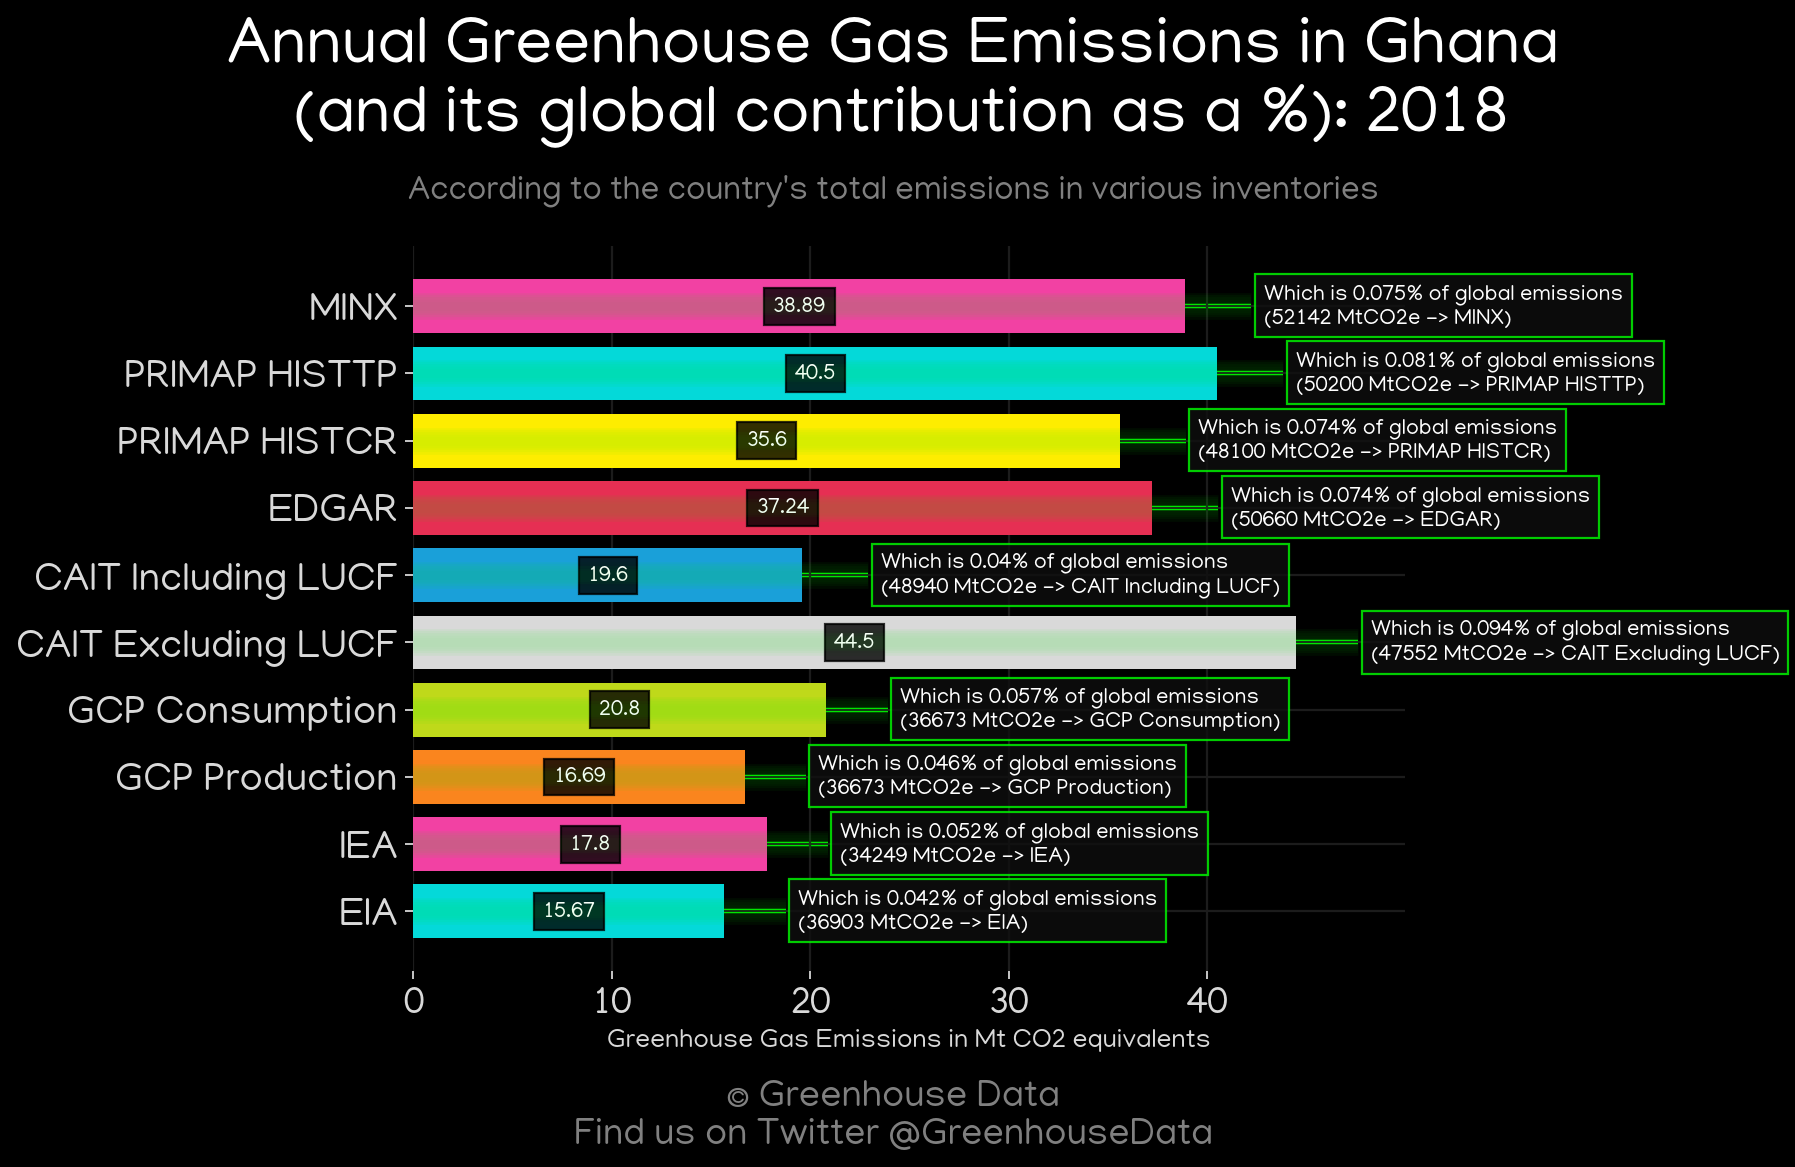 Annual Greenhouse Gas Emissions in Ghana
(and its global contribution as a %): 2018
According to the country's total emissions in various inventories
MINX
38.89
Which is 0.075% of global emissions
(52142 MtCO2e -> MINX)
PRIMAP HISTTP
40.5
Which is 0.081% of global emissions
(50200 MtCO2e -> PRIMAP HISTTP)
PRIMAP HISTCR
35.6
Which is 0.074% of global emissions
(48100 MtCO2e -> PRIMAP HISTCR)
EDGAR
37.24
Which is 0.074% of global emissions
(50660 MtCO2e -> EDGAR)
CAIT Including LUCF
19.6
Which is 0.04% of global emissions
(48940 MtCO2e -> CAIT Including LUCF)
CAIT Excluding LUCF
44.5
Which is 0.094% of global emissions
(47552 MtCO2e -> CAIT Excluding LUCF)
GCP Consumption
20.8
Which is 0.057% of global emissions
(36673 MtCO2e -> GCP Consumption)
GCP Production
16.69
Which is 0.046% of global emissions
(36673 MtCO2e -> GCP Production)
IEA
17.8
Which is 0.052% of global emissions
(34249 MtCO2e -> IEA)
EIA
15.67
Which is 0.042% of global emissions
(36903 MtCO2e -> EIA)
0 10 20 30 40
Greenhouse Gas Emissions in Mt CO2 equivalents
© Greenhouse Data
Find us on Twitter @GreenhouseData